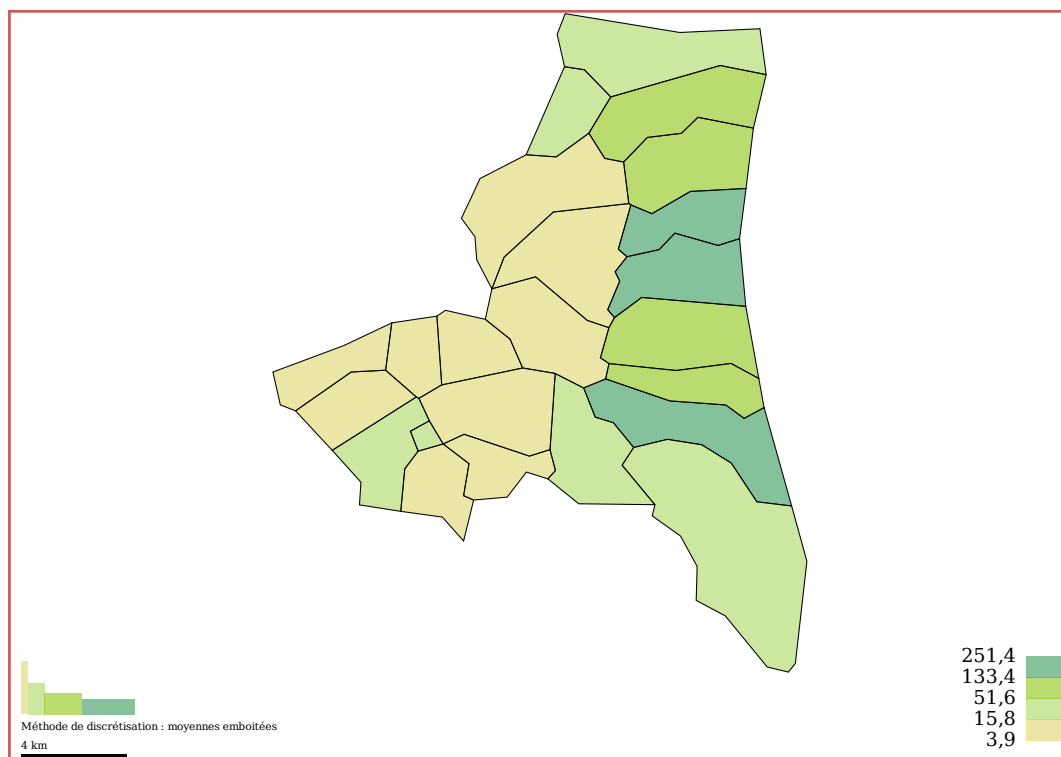 251,4
133,4
51,6
15,8
3,9
Méthode de discrétisation : moyennes emboitées
4 km